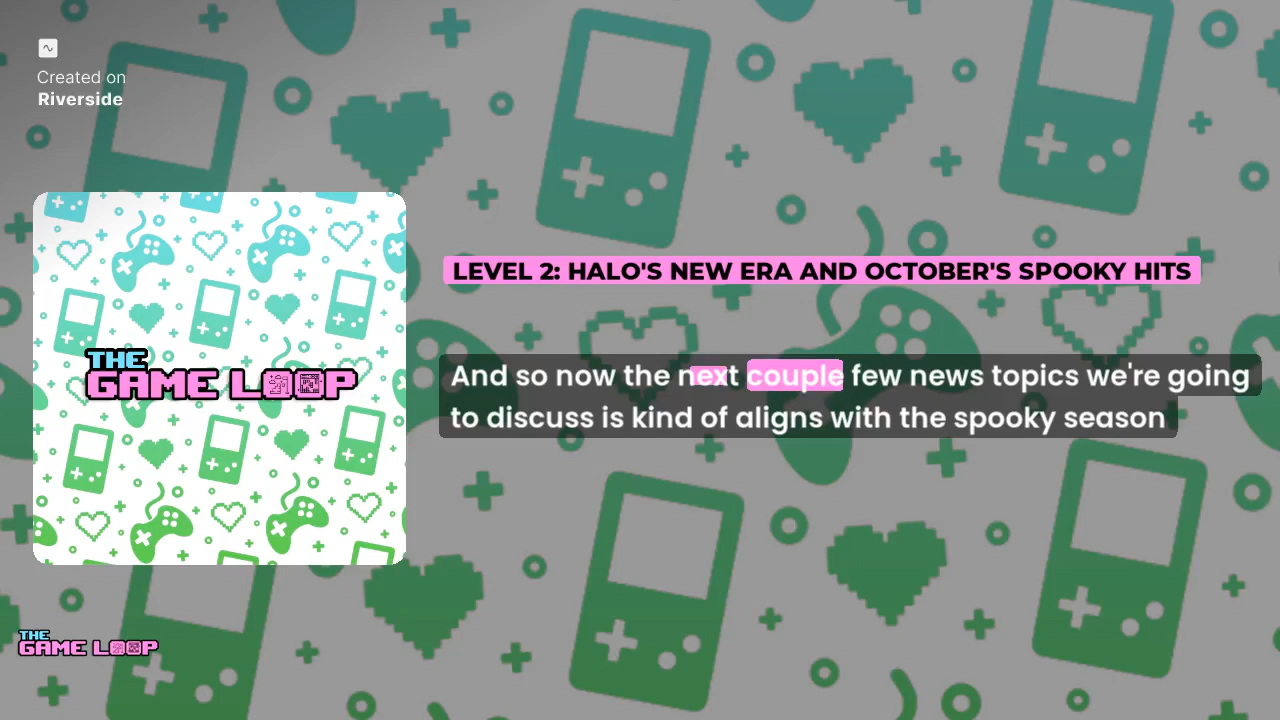 Created on
Riverside
THE
GAME LOOP
LEVEL 2: HALO'S NEW ERA AND OCTOBER'S SPOOKY HITS
And so now the next couple few news topics we're going
to discuss is kind of aligns with the spooky season
THE
GAME LOOP